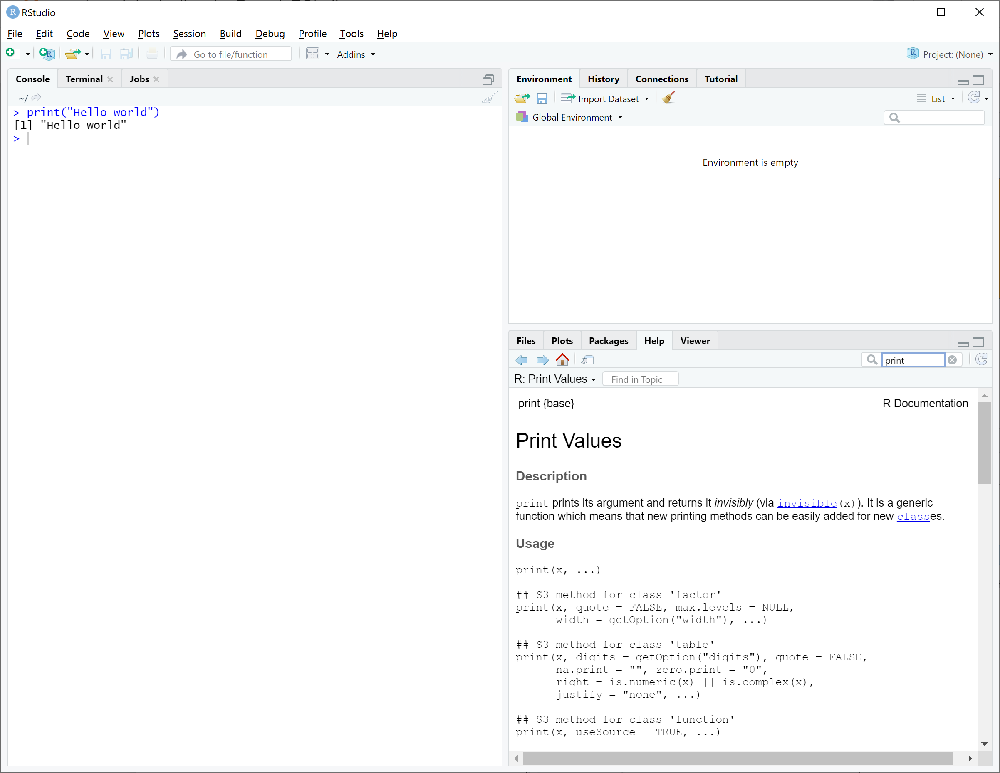 RStudio
File Edit Code View Plots Session Build Debug Profile Tools Help
Go to file/function Addins Project: (None)
Console Terminal Jobs
~/
> print("Hello world")
[1] "Hello world"
>
Environment History Connections Tutorial
Import Dataset List
Global Environment
Environment is empty
Files Plots Packages Help Viewer
print
R: Print Values Find in Topic
print {base} R Documentation
Print Values
Description
print prints its argument and returns it invisibly (via invisible(x)). It is a generic
function which means that new printing methods can be easily added for new classes.
Usage
print(x, ...)
## S3 method for class 'factor'
print(x, quote = FALSE, max.levels = NULL,
      width = getOption("width"), ...)
## S3 method for class 'table'
print(x, digits = getOption("digits"), quote = FALSE,
      na.print = "", zero.print = "0",
      right = is.numeric(x) || is.complex(x),
      justify = "none", ...)
## S3 method for class 'function'
print(x, useSource = TRUE, ...)